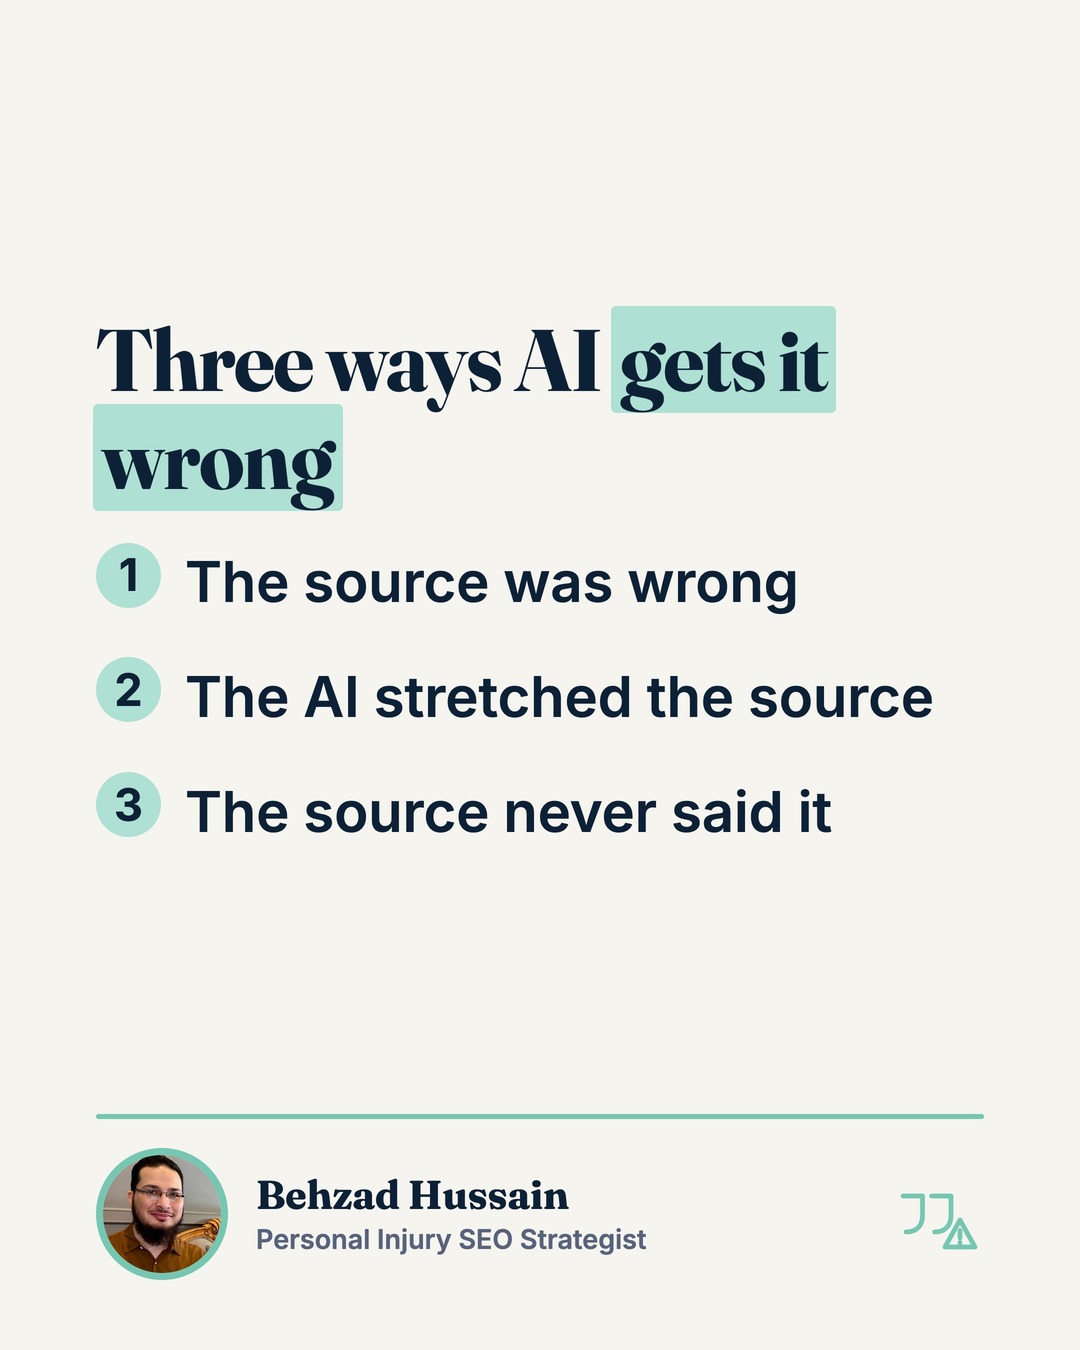 Three ways AI gets it
wrong
1 The source was wrong
2 The AI stretched the source
3 The source never said it
Behzad Hussain
Personal Injury SEO Strategist